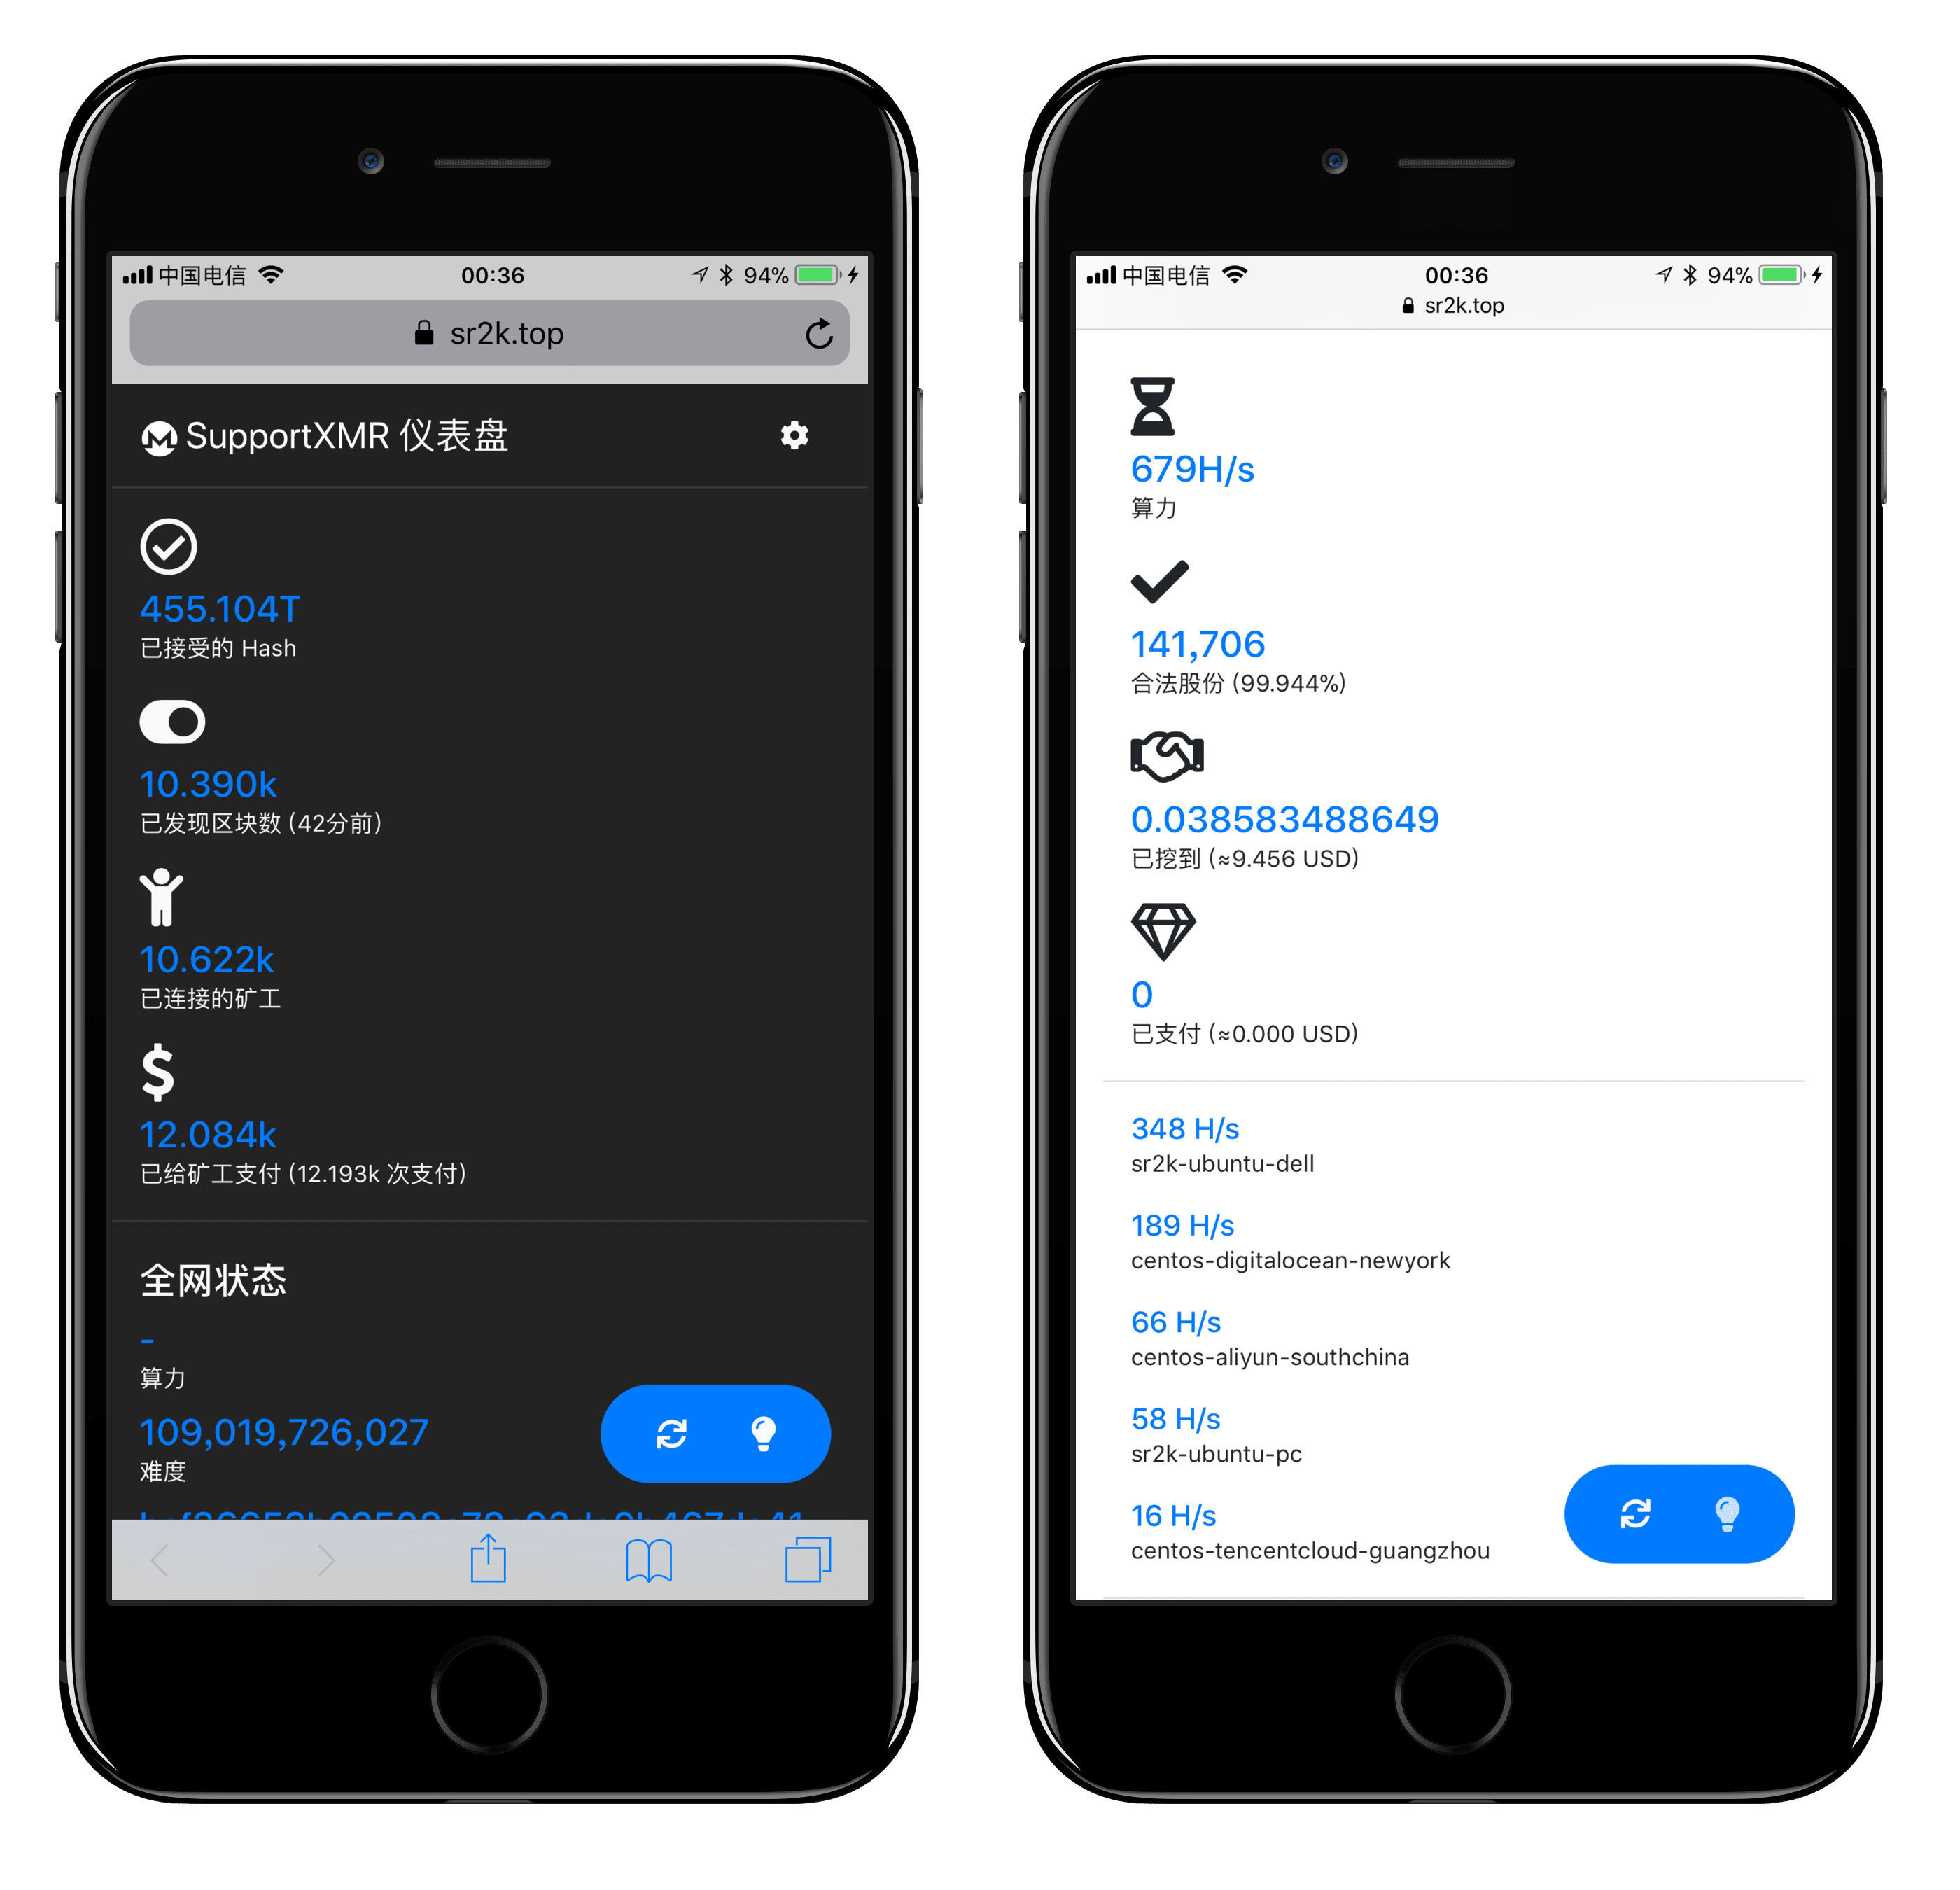 中国电信
00:36
94%
sr2k.top
SupportXMR 仪表盘
455.104T
已接受的 Hash
10.390k
已发现区块数 (42分前)
10.622k
已连接的矿工
$
12.084k
已给矿工支付 (12.193k 次支付)
全网状态
-
算力
109,019,726,027
难度
中国电信
00:36
94%
sr2k.top
679H/s
算力
141,706
合法股份 (99.944%)
0.038583488649
已挖到 (≈9.456 USD)
0
已支付 (≈0.000 USD)
348 H/s
sr2k-ubuntu-dell
189 H/s
centos-digitalocean-newyork
66 H/s
centos-aliyun-southchina
58 H/s
sr2k-ubuntu-pc
16 H/s
centos-tencentcloud-guangzhou